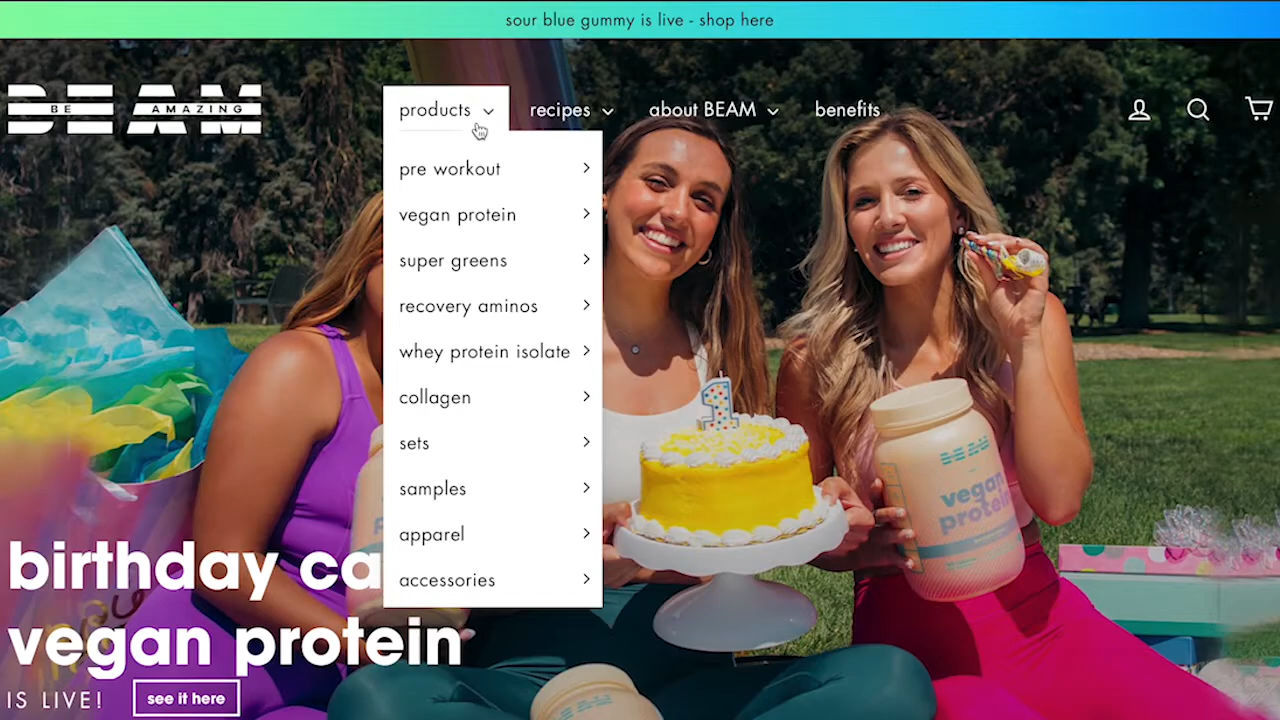 sour blue gummy is live - shop here
BEAM
BE AMAZING
products
recipes
about BEAM
benefits
pre workout
vegan protein
super greens
recovery aminos
whey protein isolate
collagen
sets
samples
apparel
accessories
1
BEAM
vegan
protein
birthday ca
vegan protein
IS LIVE!
see it here